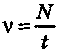 ν = N/t